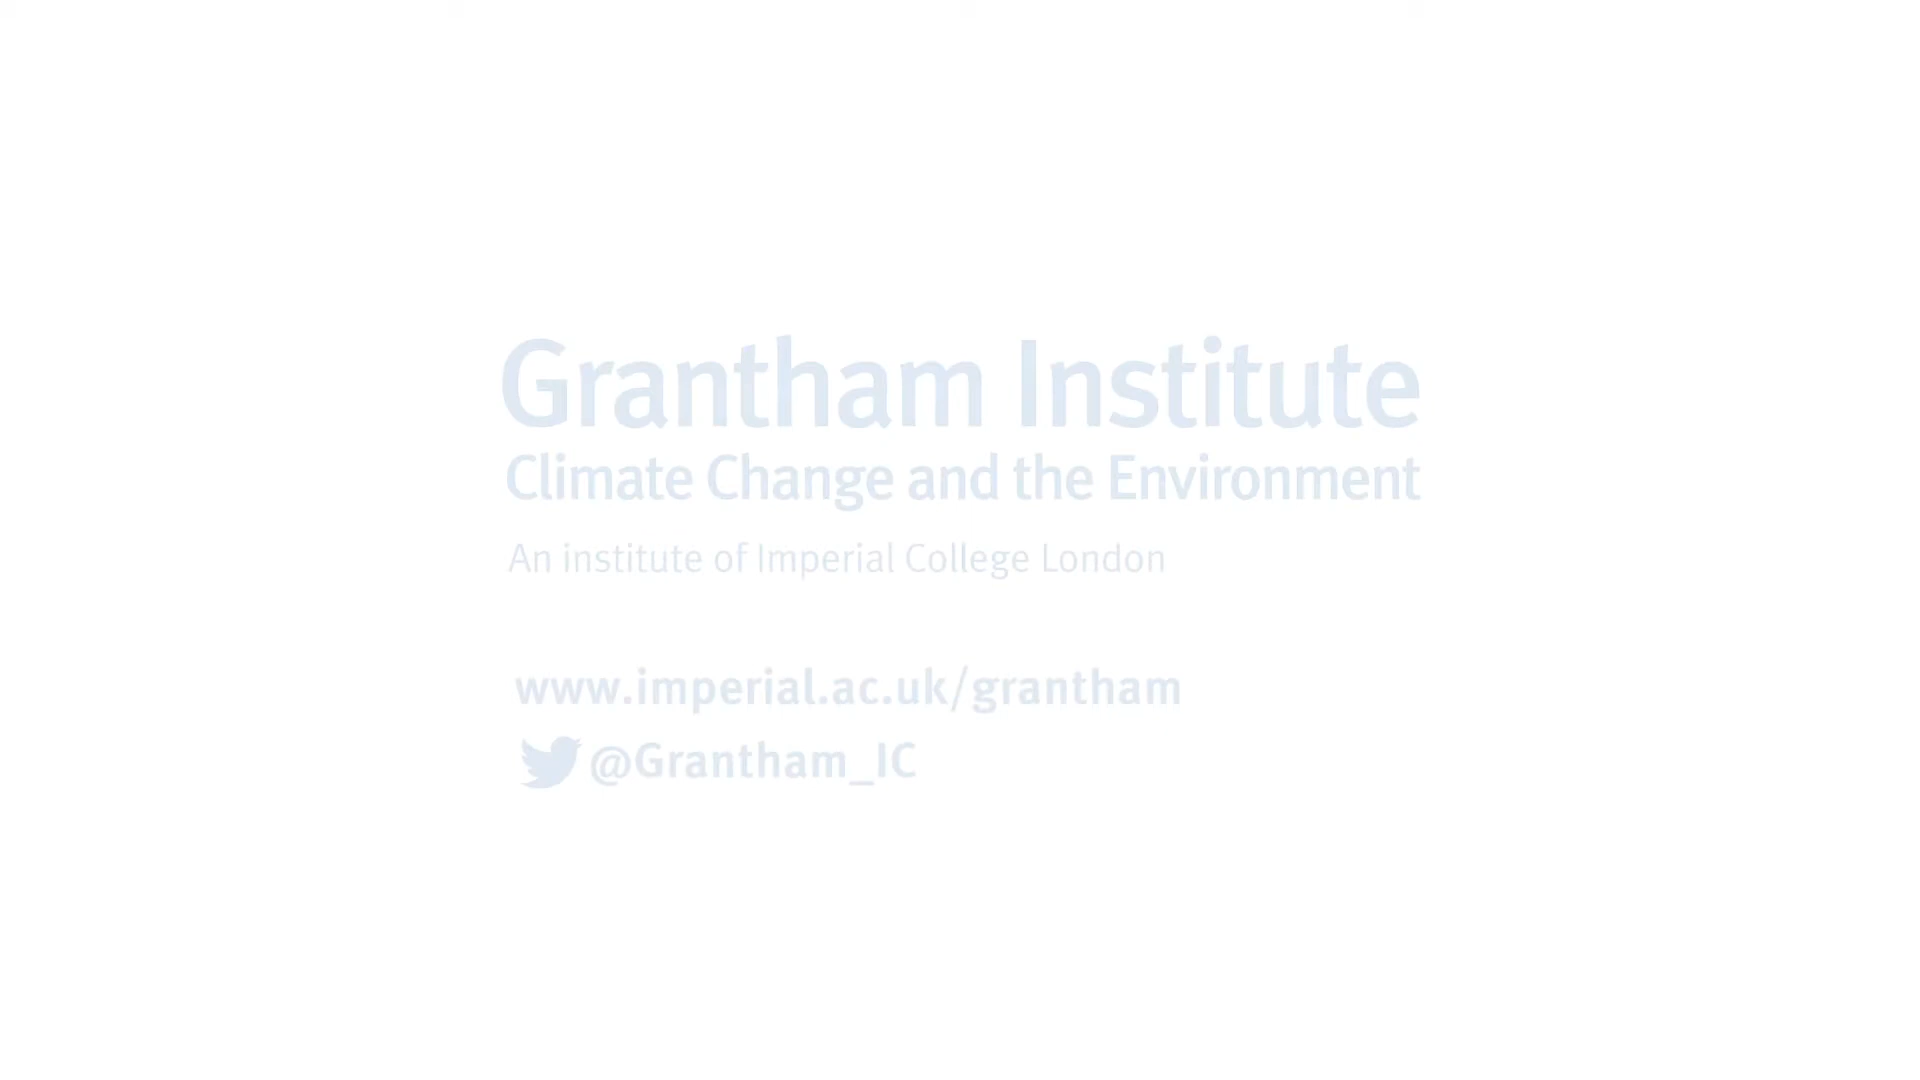 Grantham Institute
Climate Change and the Environment
An institute of Imperial College London
www.imperial.ac.uk/grantham
@Grantham_IC